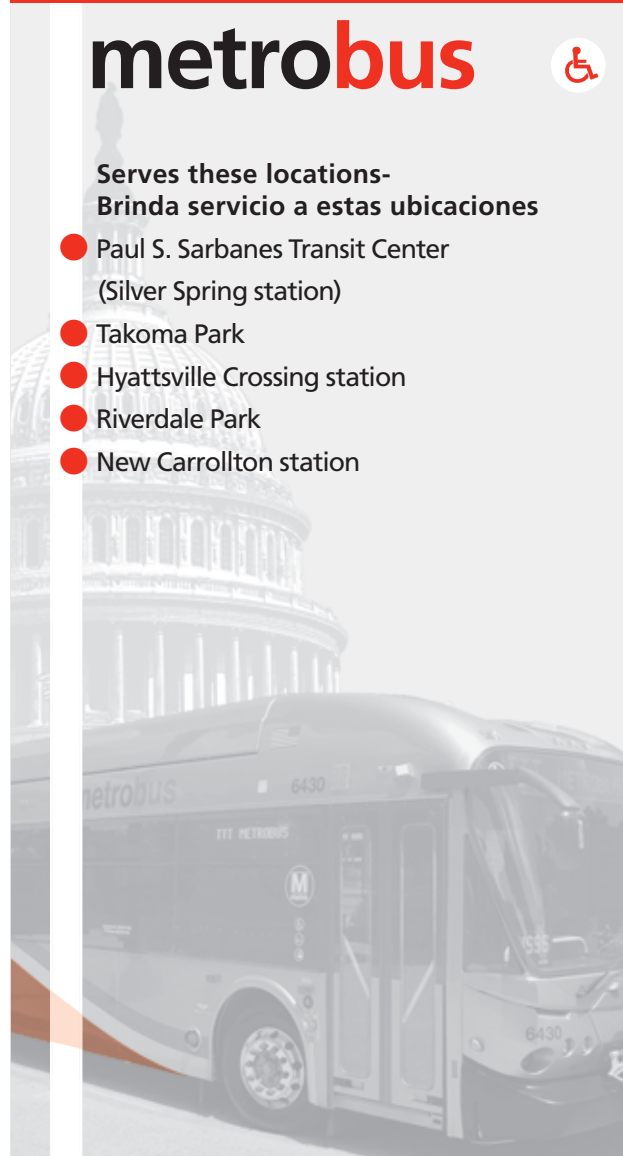 metrobus
Serves these locations-
Brinda servicio a estas ubicaciones
Paul S. Sarbanes Transit Center
(Silver Spring station)
Takoma Park
Hyattsville Crossing station
Riverdale Park
New Carrollton station
metrobus
6430
TTT METROBUS
M
6430